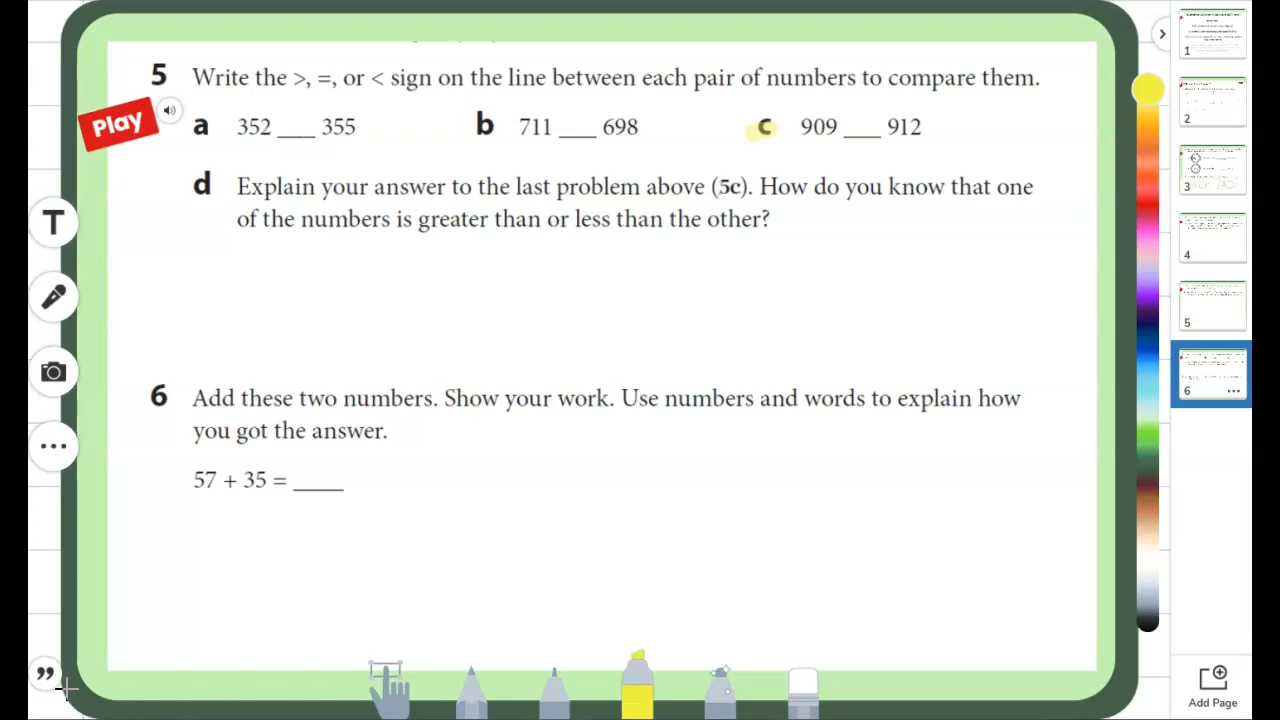 5 Write the >, =, or < sign on the line between each pair of numbers to compare them.
Play
a 352 ___ 355 b 711 ___ 698 c 909 ___ 912
d Explain your answer to the last problem above (5c). How do you know that one
of the numbers is greater than or less than the other?
6 Add these two numbers. Show your work. Use numbers and words to explain how
you got the answer.
57 + 35 = ____
T
1
2
3
4
5
6
Add Page